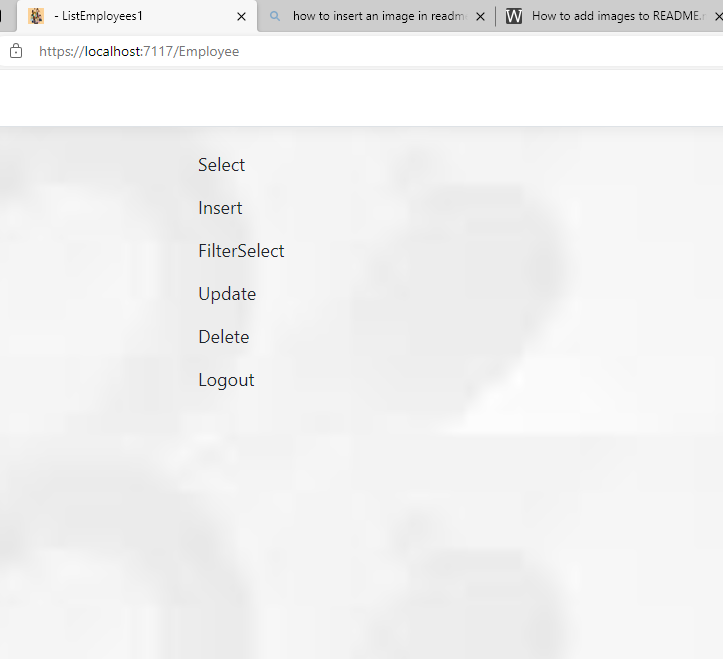 - ListEmployees1
how to insert an image in readm
How to add images to README.
https://localhost:7117/Employee
Select
Insert
FilterSelect
Update
Delete
Logout